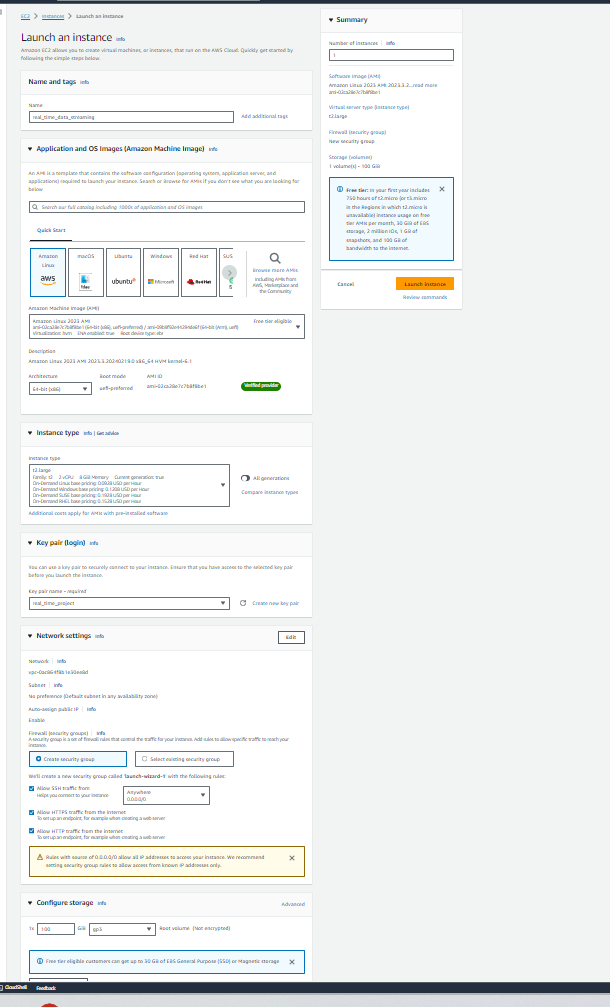 EC2 > Instances > Launch an instance
Launch an instance Info
Amazon EC2 allows you to create virtual machines, or instances, that run on the AWS Cloud. Quickly get started by
following the simple steps below.
Name and tags Info
Name
real_time_data_streaming
Add additional tags
Application and OS Images (Amazon Machine Image) Info
An AMI is a template that contains the software configuration (operating system, application server, and
applications) required to launch your instance. Search or Browse for AMIs if you don't see what you are looking for
below.
Search our full catalog including 1000s of application and OS images
Quick Start
Amazon
Linux
aws
macOS
Mac
Ubuntu
ubuntu
Windows
Microsoft
Red Hat
Red Hat
SUS
S
Browse more AMIs
Including AMIs from
AWS, Marketplace and
the Community
Amazon Machine Image (AMI)
Amazon Linux 2023 AMI
Free tier eligible
Virtualization: hvm ENA enabled: true Root device type: ebs
Description
Amazon Linux 2023 AMI 2023.3.20240219.0 x86_64 HVM kernel-6.1
Architecture
64-bit (x86)
Boot mode
uefi-preferred
AMI ID
ami-02ca28e7c7b8f8be1
Verified provider
Instance type Info | Get advice
Instance type
t2.large
Family: t2 2 vCPU 8 GiB Memory Current generation: true
On-Demand Linux base pricing: 0.0928 USD per Hour
On-Demand Windows base pricing: 0.1208 USD per Hour
On-Demand SUSE base pricing: 0.1928 USD per Hour
On-Demand RHEL base pricing: 0.1528 USD per Hour
All generations
Compare instance types
Additional costs apply for AMIs with pre-installed software
Key pair (login) Info
You can use a key pair to securely connect to your instance. Ensure that you have access to the selected key pair
before you launch the instance.
Key pair name - required
real_time_project
Create new key pair
Network settings Info
Edit
Network Info
Subnet Info
No preference (Default subnet in any availability zone)
Auto-assign public IP Info
Enable
Firewall (security groups) Info
A security group is a set of firewall rules that control the traffic for your instance. Add rules to allow specific traffic to reach your
instance.
Create security group
Select existing security group
We'll create a new security group called 'launch-wizard-1' with the following rules:
Allow SSH traffic from
Helps you connect to your instance
Anywhere
0.0.0.0/0
Allow HTTPS traffic from the internet
To set up an endpoint, for example when creating a web server
Allow HTTP traffic from the internet
To set up an endpoint, for example when creating a web server
Rules with source of 0.0.0.0/0 allow all IP addresses to access your instance. We recommend
setting security group rules to allow access from known IP addresses only.
Configure storage Info
Advanced
1x 100 GiB gp3 Root volume (Not encrypted)
Free tier eligible customers can get up to 30 GB of EBS General Purpose (SSD) or Magnetic storage
CloudShell Feedback
Summary
Number of instances Info
1
Software Image (AMI)
Amazon Linux 2023 AMI 2023.3.2...read more
ami-02ca28e7c7b8f8be1
Virtual server type (instance type)
t2.large
Firewall (security group)
New security group
Storage (volumes)
1 volume(s) - 100 GiB
Free tier: In your first year includes
750 hours of t2.micro (or t3.micro
in the Regions in which t2.micro is
unavailable) instance usage on free
tier AMIs per month, 30 GiB of EBS
storage, 2 million IOs, 1 GB of
snapshots, and 100 GB of
bandwidth to the internet.
Cancel
Launch instance
Review commands